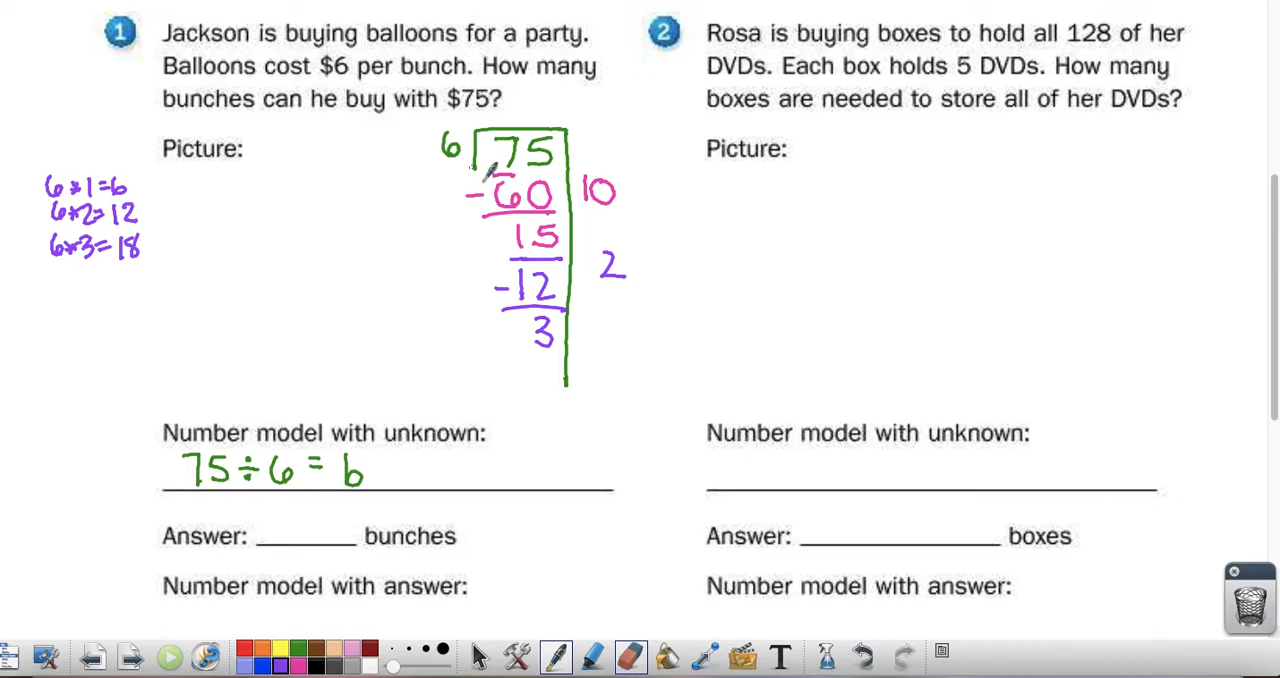 1 Jackson is buying balloons for a party.
Balloons cost $6 per bunch. How many
bunches can he buy with $75?
Picture:
6*1=6
6*2=12
6*3=18
6 75
-60 10
15
-12 2
3
Number model with unknown:
75÷6 = b
Answer: ________ bunches
Number model with answer:
2 Rosa is buying boxes to hold all 128 of her
DVDs. Each box holds 5 DVDs. How many
boxes are needed to store all of her DVDs?
Picture:
Number model with unknown:
Answer: ________________ boxes
Number model with answer:
T